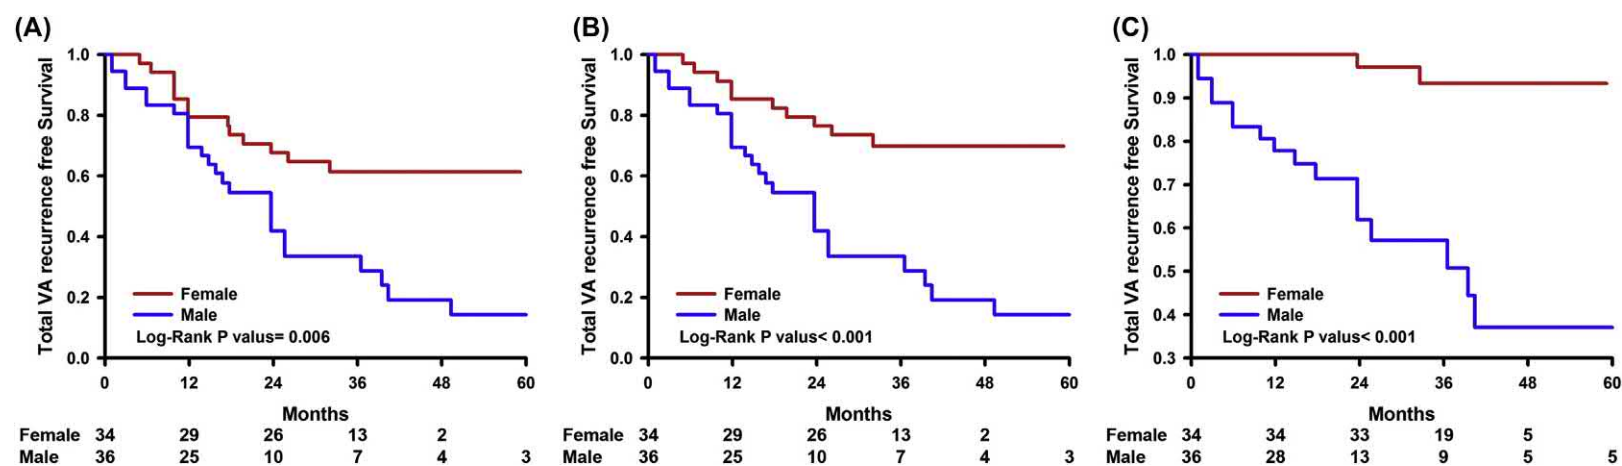 (A)
Total VA recurrence free Survival
1.0
0.8
0.6
0.4
0.2
0.0
Female
Male
Log-Rank P valus= 0.006
0 12 24 36 48 60
Months
Female 34 29 26 13 2
Male 36 25 10 7 4 3
(B)
Total VA recurrence free Survival
1.0
0.8
0.6
0.4
0.2
0.0
Female
Male
Log-Rank P valus< 0.001
0 12 24 36 48 60
Months
Female 34 29 26 13 2
Male 36 25 10 7 4 3
(C)
Total VA recurrence free Survival
1.0
0.9
0.8
0.7
0.6
0.5
0.4
0.3
Female
Male
Log-Rank P valus< 0.001
0 12 24 36 48 60
Months
Female 34 34 33 19 5
Male 36 28 13 9 5 5